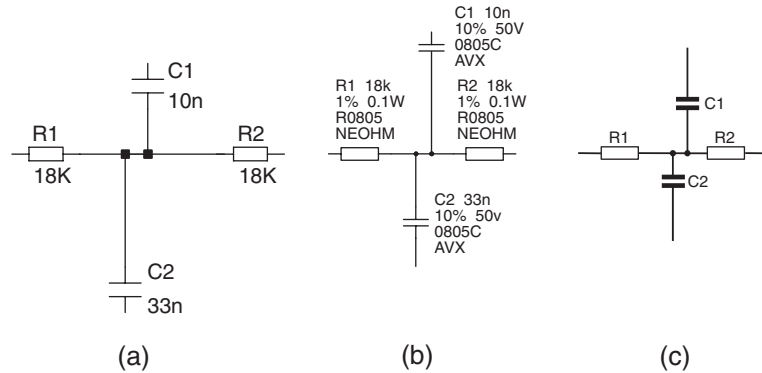 C1
10n
R1
R2
18K
18K
C2
33n
(a)
C1 10n
10% 50V
0805C
AVX
R1 18k
1% 0.1W
R0805
NEOHM
R2 18k
1% 0.1W
R0805
NEOHM
C2 33n
10% 50v
0805C
AVX
(b)
C1
R1
R2
C2
(c)